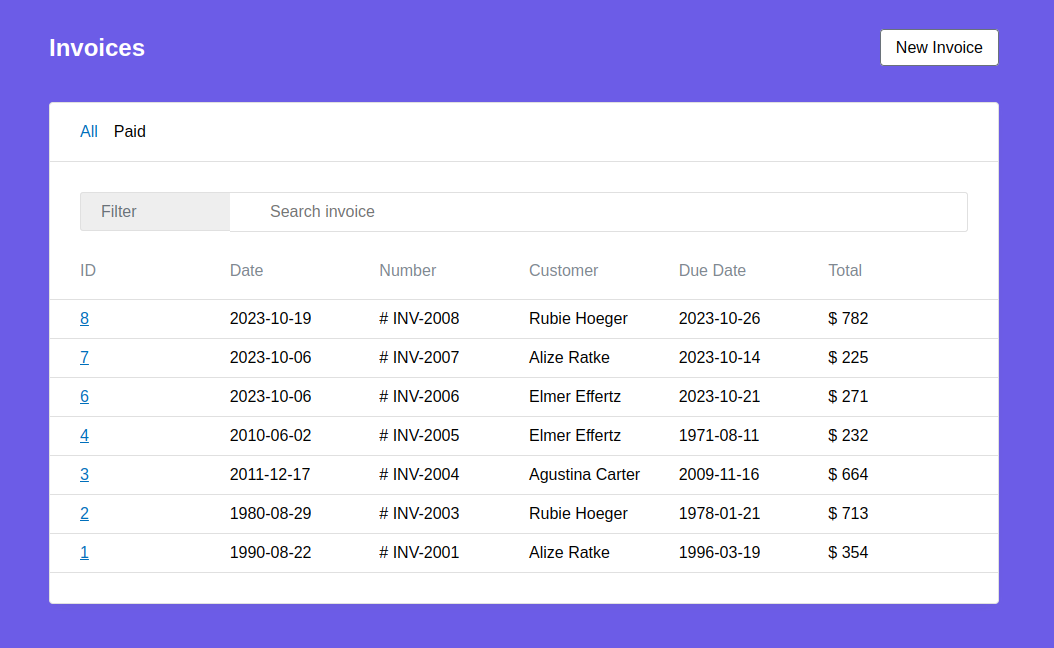 Invoices New Invoice
All Paid
Filter Search invoice
ID Date Number Customer Due Date Total
8 2023-10-19 # INV-2008 Rubie Hoeger 2023-10-26 $ 782
7 2023-10-06 # INV-2007 Alize Ratke 2023-10-14 $ 225
6 2023-10-06 # INV-2006 Elmer Effertz 2023-10-21 $ 271
4 2010-06-02 # INV-2005 Elmer Effertz 1971-08-11 $ 232
3 2011-12-17 # INV-2004 Agustina Carter 2009-11-16 $ 664
2 1980-08-29 # INV-2003 Rubie Hoeger 1978-01-21 $ 713
1 1990-08-22 # INV-2001 Alize Ratke 1996-03-19 $ 354